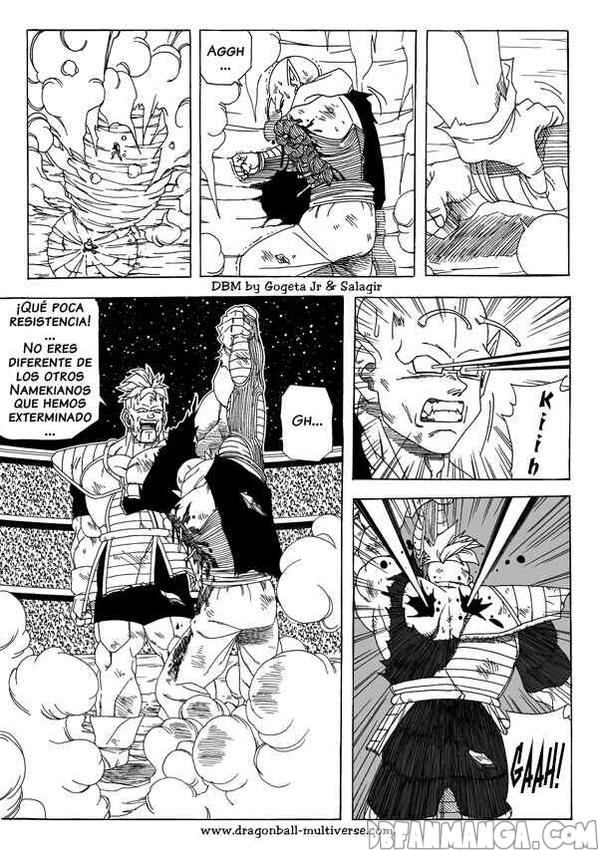 AGGH
...
DBM by Gogeta Jr & Salagir
¡QUÉ POCA
RESISTENCIA!
...
NO ERES
DIFERENTE DE
LOS OTROS
NAMEKIANOS
QUE HEMOS
EXTERMINADO
...
GH...
Kiih
GAAH!
www.dragonball-multiverse.com
DBFANMANGA.COM